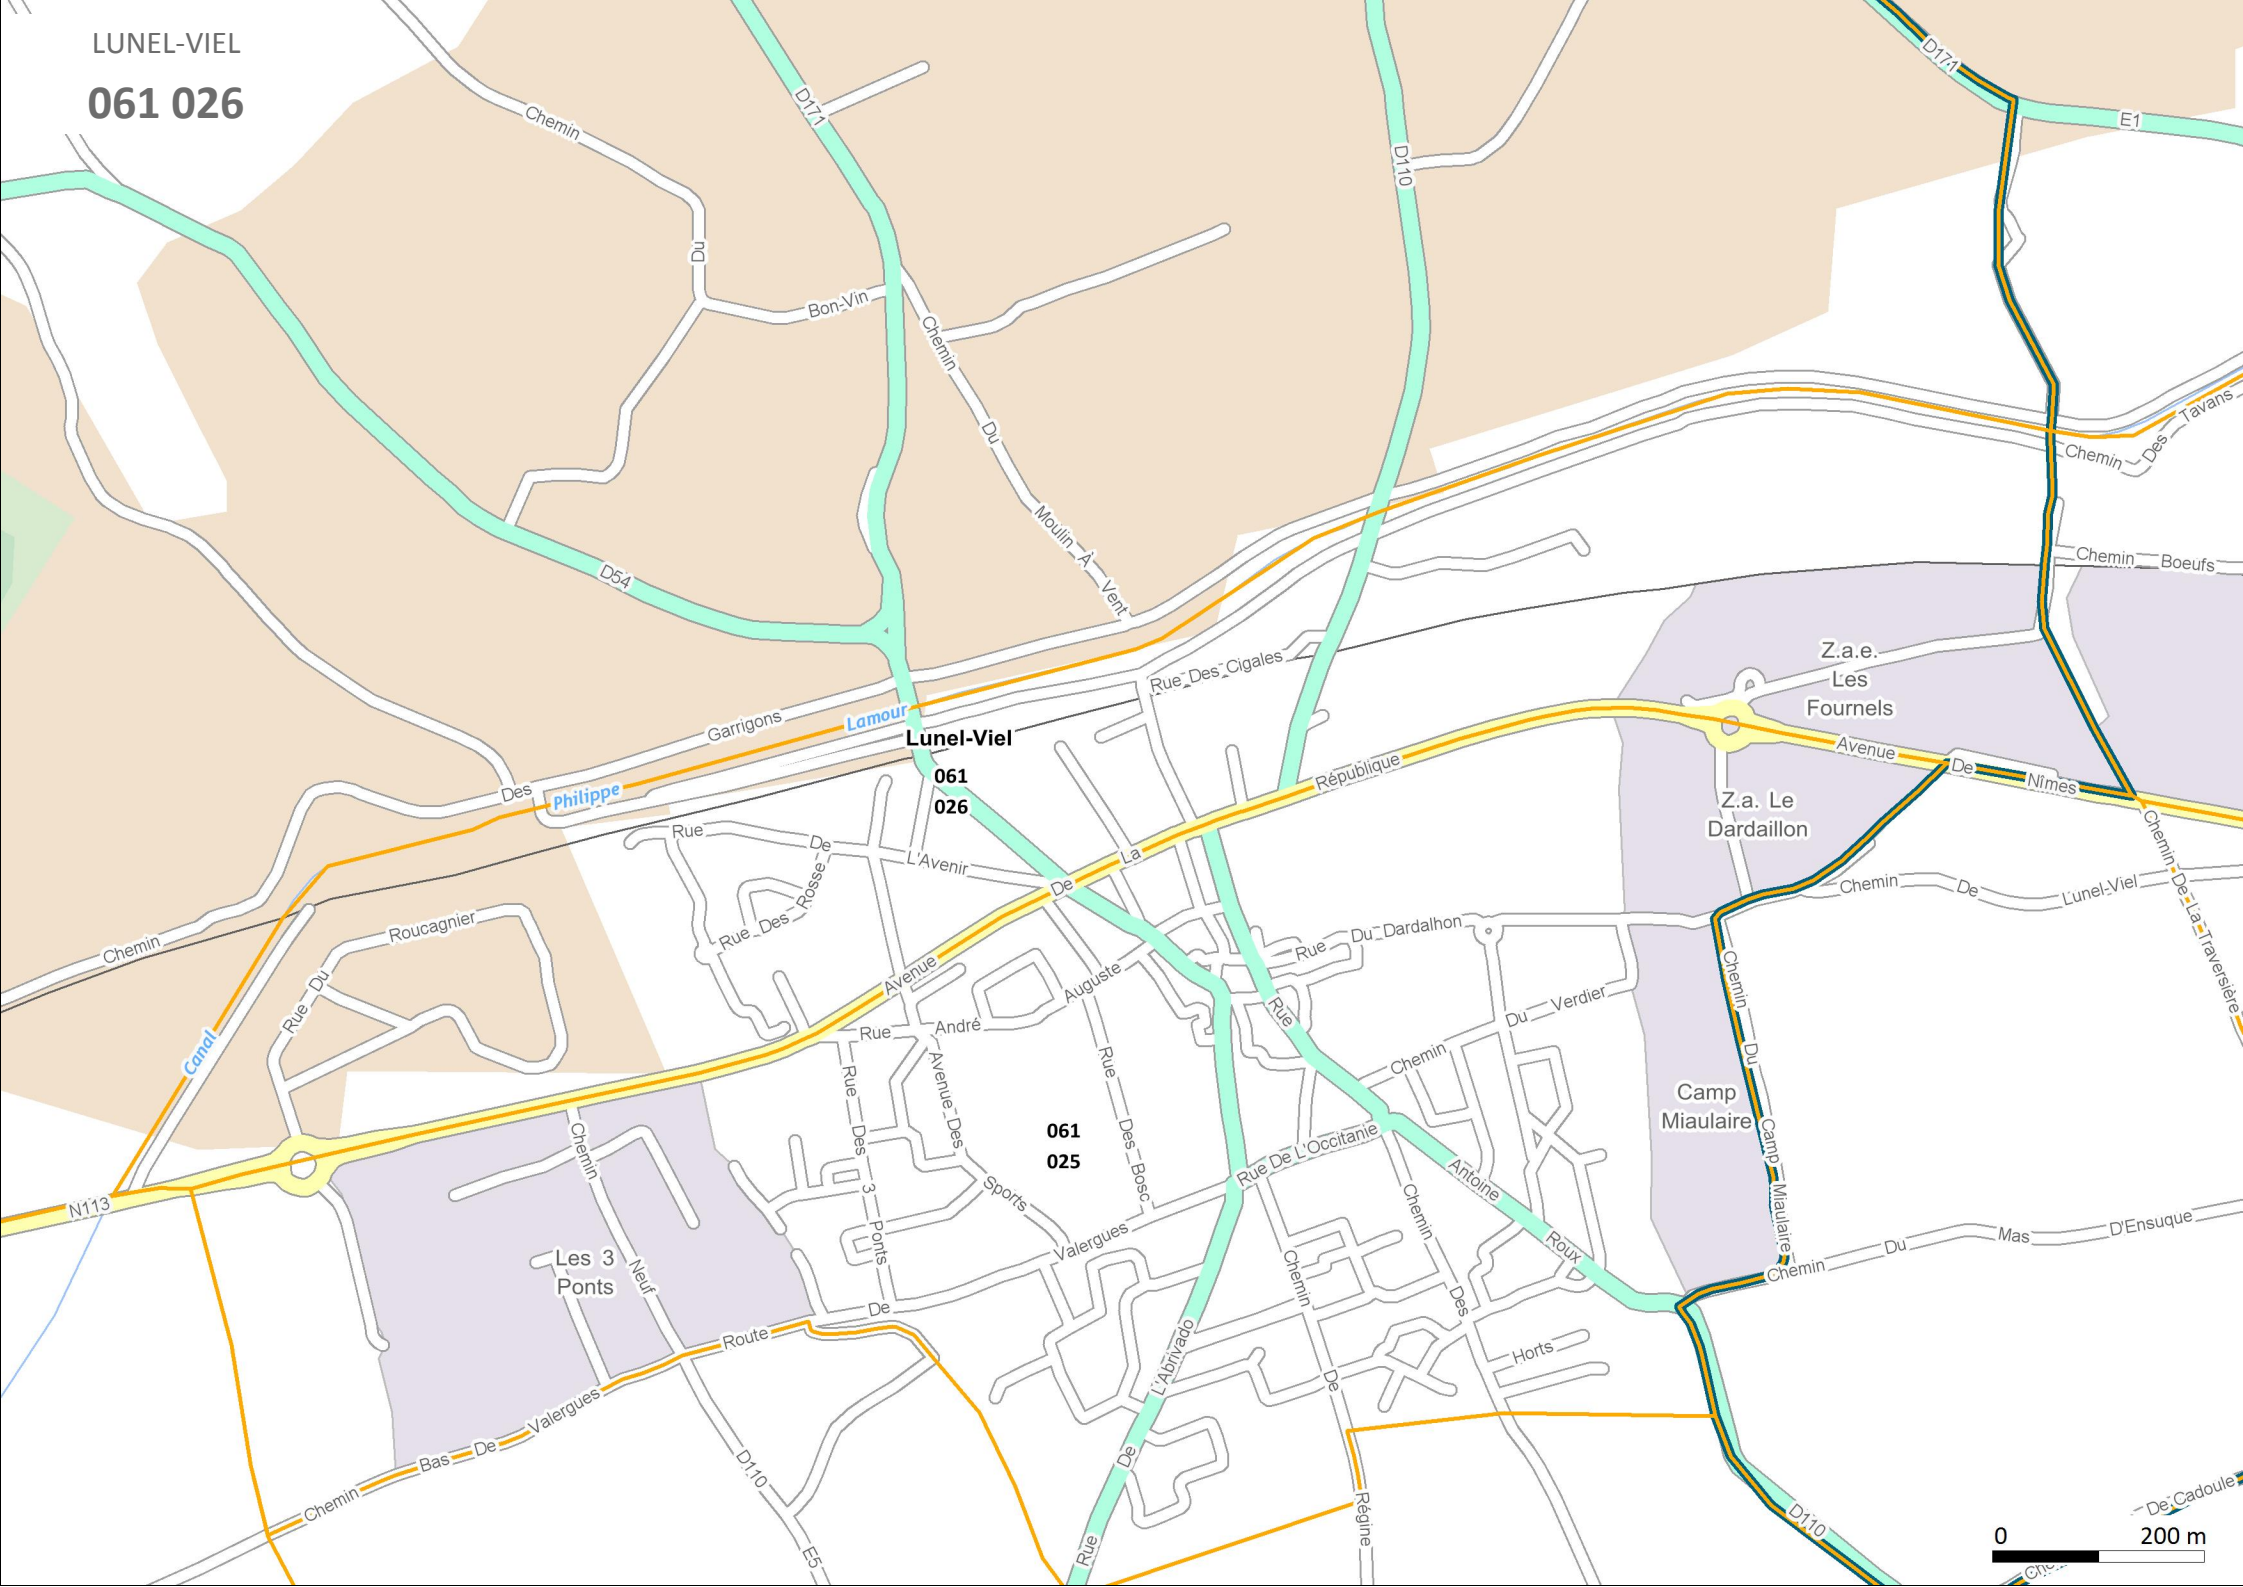 LUNEL-VIEL
061 026
D171
E1
D171
Chemin
D110
Du
Bon-Vin
Chemin
Du
Moulin À Vent
Chemin Des Tavans
Chemin Boeufs
D54
Rue Des Cigales
Z.a.e.
Les
Fournels
Garrigons
Lamour
Lunel-Viel
061
026
Des
Philippe
République
Avenue De Nîmes
Z.a. Le
Dardaillon
Rue De L'Avenir
La
De
Chemin De La Traversière
Chemin De Lunel-Viel
Rue Des Rosse
Roucagnier
Rue Du
Chemin
Canal
Avenue
Auguste
Rue André
Rue Du Dardalhon
Rue
Du Verdier
Chemin
Chemin Du Camp Miaulaire
Camp
Miaulaire
Rue Des 3 Ponts
Avenue Des Sports
Rue Des Bosc
061
025
Rue De L'Occitanie
Antoine
Roux
N113
Chemin
Neuf
Les 3
Ponts
Valergues
De
Route
Chemin
De
Régine
Chemin
Des
Horts
Chemin Du Mas D'Ensuque
L'Abrivado
De
Rue
Chemin Bas De Valergues
D110
E5
D110
De Cadoule
0 200 m